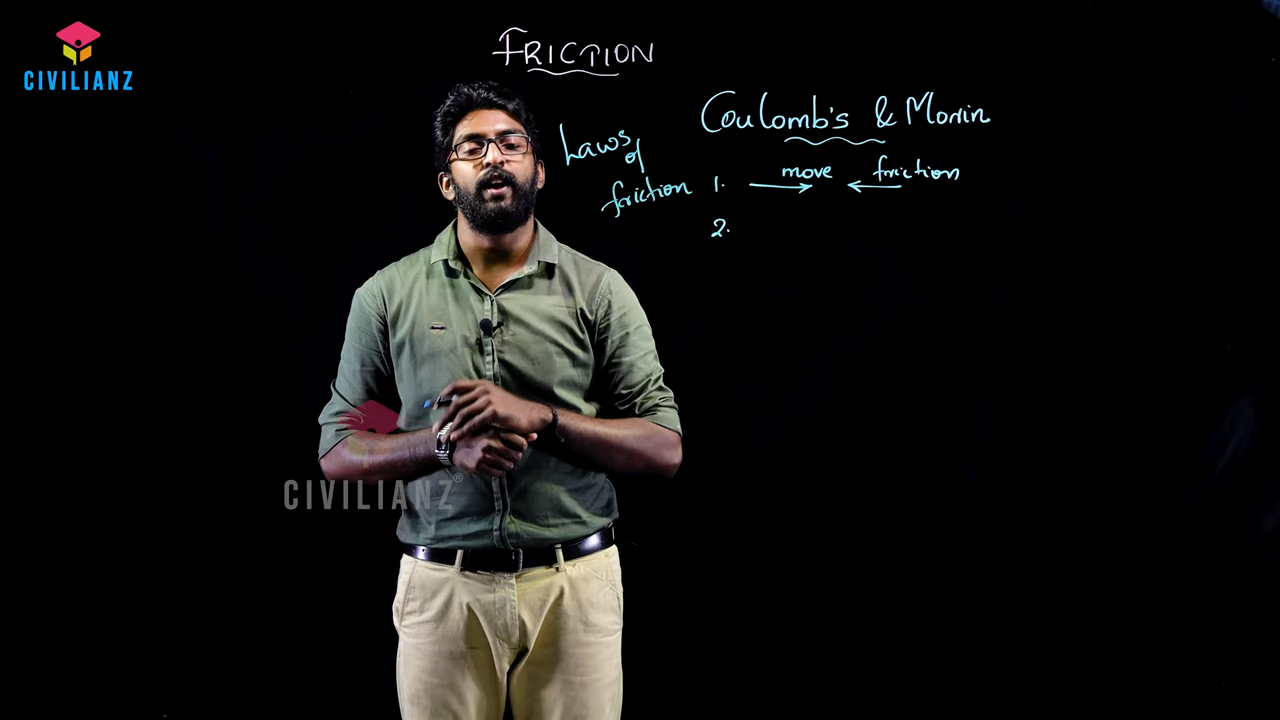 CIVILIANZ
FRICTION
Coulomb's & Morin
Laws
of
friction
1. move friction
2.
CIVILIANZ®